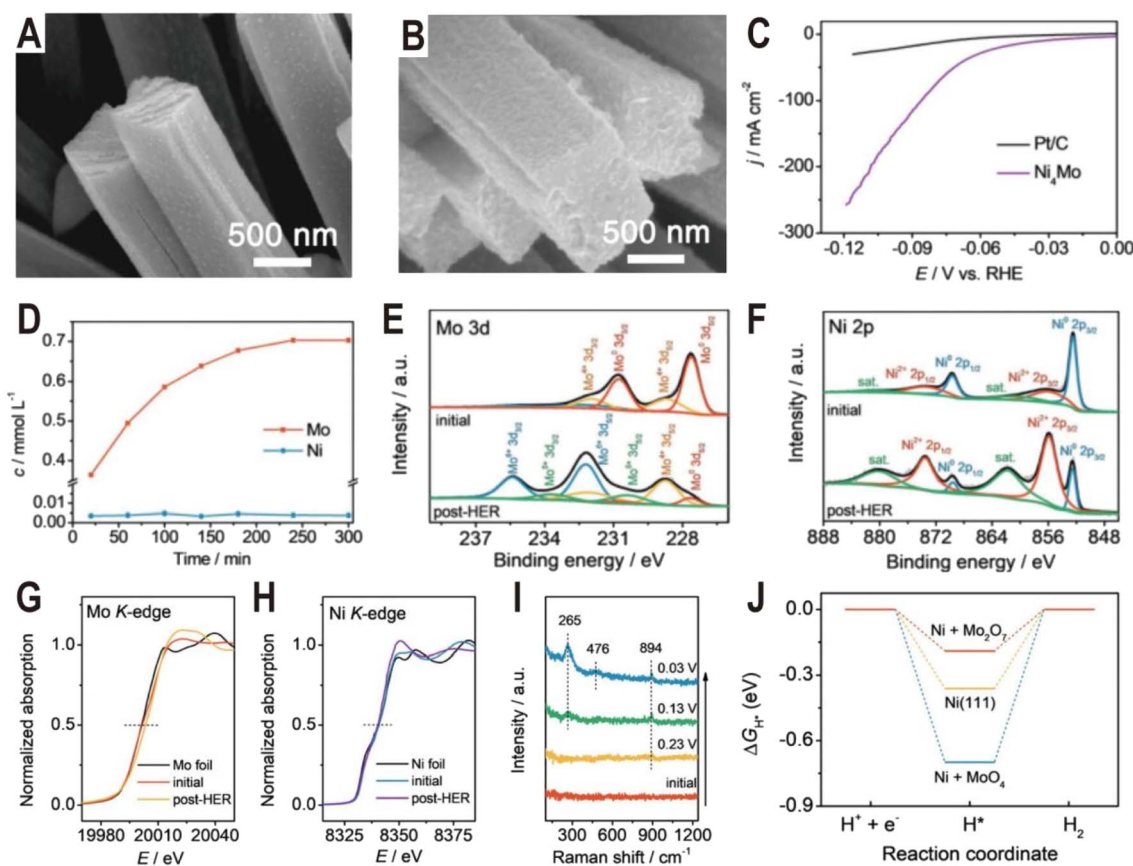 A
500 nm
B
500 nm
C
j / mA cm⁻²
0
-100
-200
-300
Pt/C
Ni₄Mo
-0.12
-0.09
-0.06
-0.03
0.00
E / V vs. RHE
D
c / mmol L⁻¹
0.7
0.6
0.5
0.4
0.01
0.00
Mo
Ni
0 50 100 150 200 250 300
Time / min
E
Mo 3d
Intensity / a.u.
Mo⁴⁺ 3d₃/₂
Mo⁰ 3d₃/₂
Mo⁴⁺ 3d₅/₂
Mo⁰ 3d₅/₂
initial
Mo⁶⁺ 3d₃/₂
Mo⁵⁺ 3d₃/₂
Mo⁶⁺ 3d₅/₂
Mo⁵⁺ 3d₅/₂
Mo⁴⁺ 3d₅/₂
Mo⁰ 3d₅/₂
post-HER
237 234 231 228
Binding energy / eV
F
Ni 2p
Intensity / a.u.
sat.
Ni²⁺ 2p₁/₂
Ni⁰ 2p₁/₂
sat.
Ni²⁺ 2p₃/₂
Ni⁰ 2p₃/₂
initial
sat.
Ni²⁺ 2p₁/₂
Ni⁰ 2p₁/₂
sat.
Ni²⁺ 2p₃/₂
Ni⁰ 2p₃/₂
post-HER
888 880 872 864 856 848
Binding energy / eV
G
Mo K-edge
Normalized absorption
1.0
0.5
0.0
Mo foil
initial
post-HER
19980 20010 20040
E / eV
H
Ni K-edge
Normalized absorption
1.0
0.5
0.0
Ni foil
initial
post-HER
8325 8350 8375
E / eV
I
Intensity / a.u.
265
476
894
0.03 V
0.13 V
0.23 V
initial
300 600 900 1200
Raman shift / cm⁻¹
J
ΔG_H* (eV)
0.0
-0.3
-0.6
-0.9
Ni + Mo₂O₇
Ni(111)
Ni + MoO₄
H⁺ + e⁻
H*
H₂
Reaction coordinate